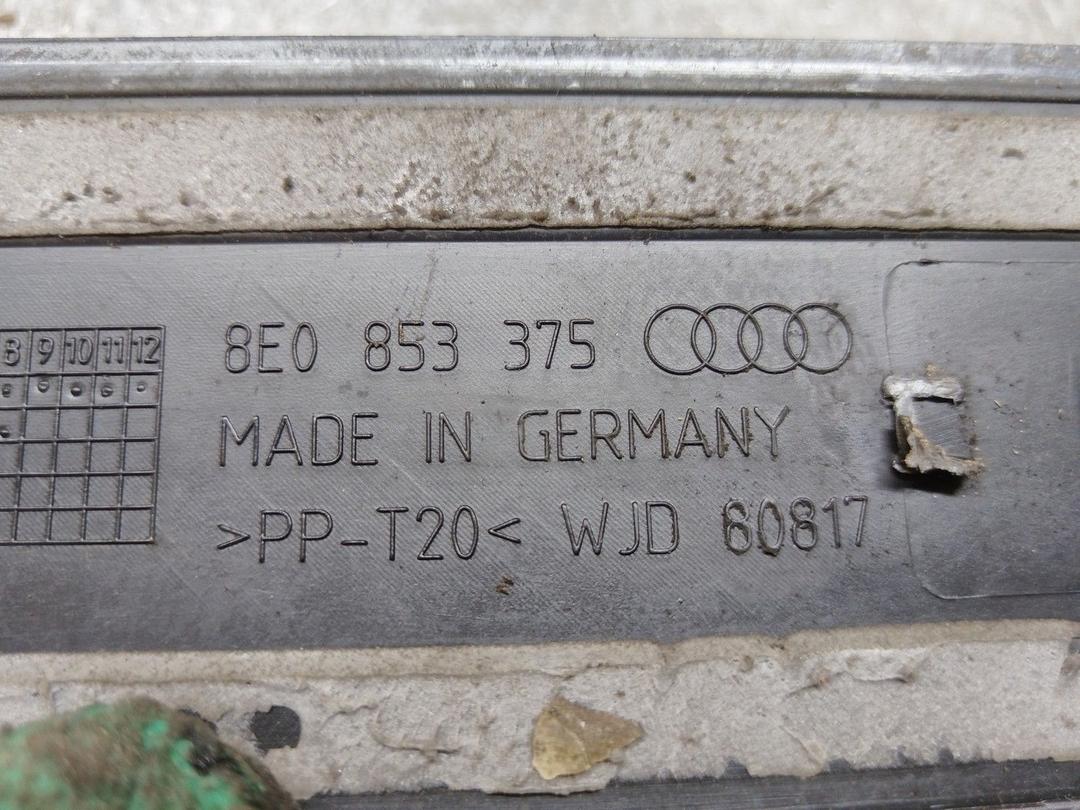 8 9 10 11 12
8E0 853 375
MADE IN GERMANY
>PP-T20< WJD 60817